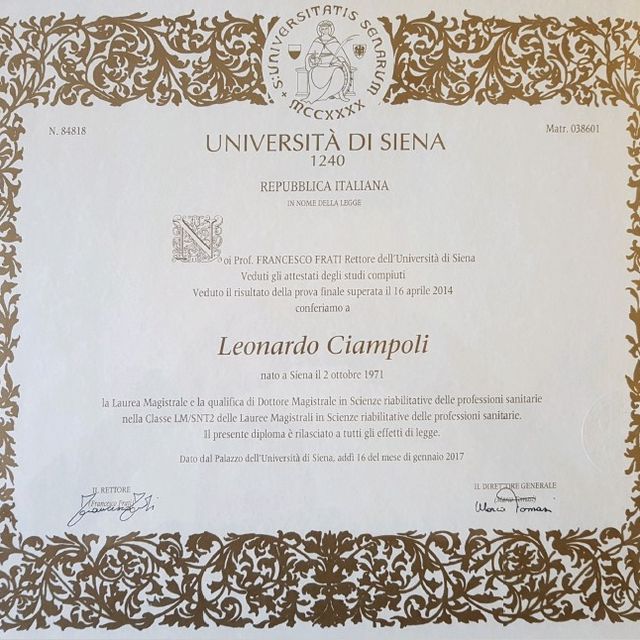 S·UNIVERSITATIS SENARUM
MCCXXXX
N. 84818
Matr. 038601
UNIVERSITÀ DI SIENA
1240
REPUBBLICA ITALIANA
IN NOME DELLA LEGGE
Noi Prof. FRANCESCO FRATI Rettore dell'Università di Siena
Veduti gli attestati degli studi compiuti
Veduto il risultato della prova finale superata il 16 aprile 2014
conferiamo a
Leonardo Ciampoli
nato a Siena il 2 ottobre 1971
la Laurea Magistrale e la qualifica di Dottore Magistrale in Scienze riabilitative delle professioni sanitarie
nella Classe LM/SNT2 delle Lauree Magistrali in Scienze riabilitative delle professioni sanitarie.
Il presente diploma è rilasciato a tutti gli effetti di legge.
Dato dal Palazzo dell'Università di Siena, addì 16 del mese di gennaio 2017
IL RETTORE
(Francesco Frati)
IL DIRETTORE GENERALE
Marco Tomasi